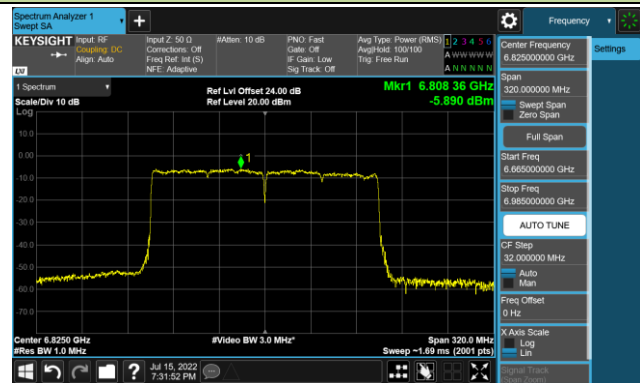 Spectrum Analyzer 1
Swept SA
Frequency
KEYSIGHT
Input: RF
Coupling: DC
Align: Auto
Input Z: 50 Ω
Corrections: Off
Freq Ref: Int (S)
NFE: Adaptive
#Atten: 10 dB
PNO: Fast
Gate: Off
IF Gain: Low
Sig Track: Off
Avg Type: Power (RMS)
Avg|Hold: 100/100
Trig: Free Run
1 2 3 4 5 6
A W W W W W
A N N N N N
LXI
1 Spectrum
Scale/Div 10 dB
Log
Ref Lvl Offset 24.00 dB
Ref Level 20.00 dBm
Mkr1 6.808 36 GHz
-5.890 dBm
10.0
0.00
-10.0
-20.0
-30.0
-40.0
-50.0
-60.0
-70.0
1
Center 6.8250 GHz
#Res BW 1.0 MHz
#Video BW 3.0 MHz*
Span 320.0 MHz
Sweep ~1.69 ms (2001 pts)
Jul 15, 2022
7:31:52 PM
Center Frequency
6.825000000 GHz
Settings
Span
320.000000 MHz
Swept Span
Zero Span
Full Span
Start Freq
6.665000000 GHz
Stop Freq
6.985000000 GHz
AUTO TUNE
CF Step
32.000000 MHz
Auto
Man
Freq Offset
0 Hz
X Axis Scale
Log
Lin
Signal Track
(Span Zoom)